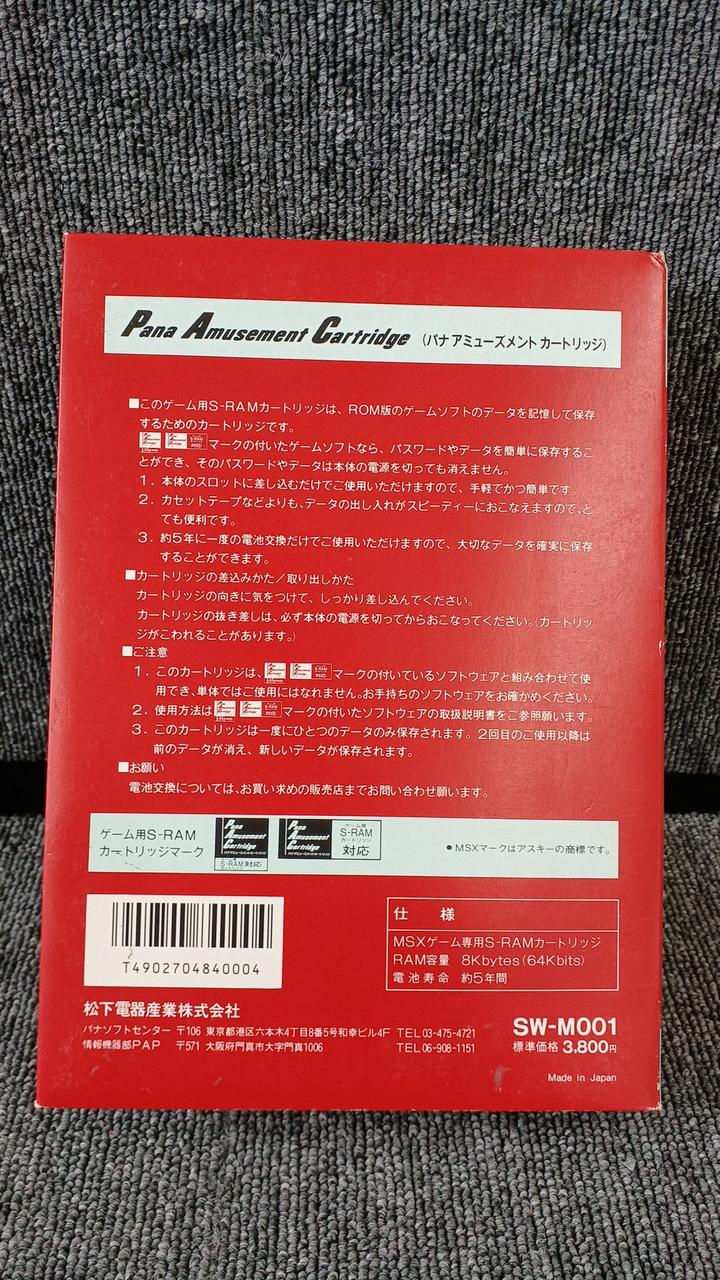 Pana Amusement Cartridge (パナ アミューズメント カートリッジ)
■このゲーム用S-RAMカートリッジは、ROM版のゲームソフトのデータを記憶して保存
するためのカートリッジです。
マークの付いたゲームソフトなら、パスワードやデータを簡単に保存するこ
とができ、そのパスワードやデータは本体の電源を切っても消えません。
1. 本体のスロットに差し込むだけでご使用いただけますので、手軽でかつ簡単です。
2. カセットテープなどよりも、データの出し入れがスピーディーにおこなえますので、と
ても便利です。
3. 約5年に一度の電池交換だけでご使用いただけますので、大切なデータを確実に保存
することができます。
■カートリッジの差込みかた／取り出しかた
カートリッジの向きに気をつけて、しっかり差し込んでください。
カートリッジの抜き差しは、必ず本体の電源を切ってからおこなってください。(カートリッ
ジがこわれることがあります。)
■ご注意
1. このカートリッジは、マークの付いているソフトウェアと組み合わせて使
用でき、単体ではご使用にはなれません。お手持ちのソフトウェアをお確かめください。
2. 使用方法はマークの付いたソフトウェアの取扱説明書をご参照願います。
3. このカートリッジは一度にひとつのデータのみ保存されます。2回目のご使用以降は
前のデータが消え、新しいデータが保存されます。
■お願い
電池交換については、お買い求めの販売店までお問い合わせ願います。
ゲーム用S-RAM
カートリッジマーク
Pana Amusement Cartridge
パナアミューズメントカートリッジ
S-RAM対応
Pana Amusement Cartridge
パナアミューズメントカートリッジ
ゲーム用
S-RAM
カートリッジ
対応
●MSXマークはアスキーの商標です。
T4902704840004
仕 様
MSXゲーム専用S-RAMカートリッジ
RAM容量 8Kbytes(64Kbits)
電池寿命 約5年間
松下電器産業株式会社
パナソフトセンター 〒106 東京都港区六本木4丁目8番5号和幸ビル4F TEL03-475-4721
情報機器部PAP 〒571 大阪府門真市大字門真1006 TEL06-908-1151
SW-M001
標準価格 3,800円
Made in Japan